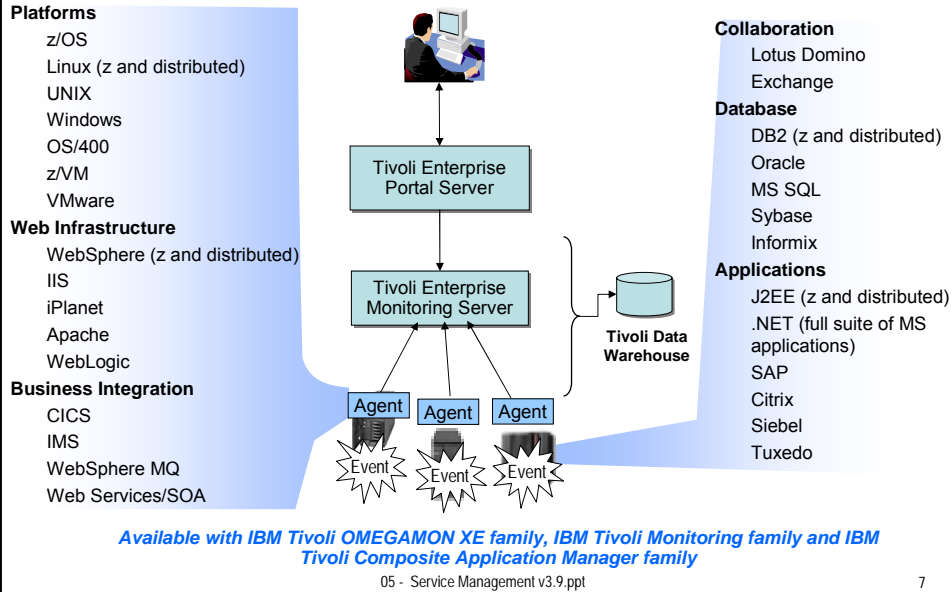 Platforms
z/OS
Linux (z and distributed)
UNIX
Windows
OS/400
z/VM
VMware
Web Infrastructure
WebSphere (z and distributed)
IIS
iPlanet
Apache
WebLogic
Business Integration
CICS
IMS
WebSphere MQ
Web Services/SOA
Tivoli Enterprise
Portal Server
Tivoli Enterprise
Monitoring Server
Tivoli Data
Warehouse
Agent
Agent
Agent
Event
Event
Event
Collaboration
Lotus Domino
Exchange
Database
DB2 (z and distributed)
Oracle
MS SQL
Sybase
Informix
Applications
J2EE (z and distributed)
.NET (full suite of MS
applications)
SAP
Citrix
Siebel
Tuxedo
Available with IBM Tivoli OMEGAMON XE family, IBM Tivoli Monitoring family and IBM
Tivoli Composite Application Manager family
05 - Service Management v3.9.ppt
7